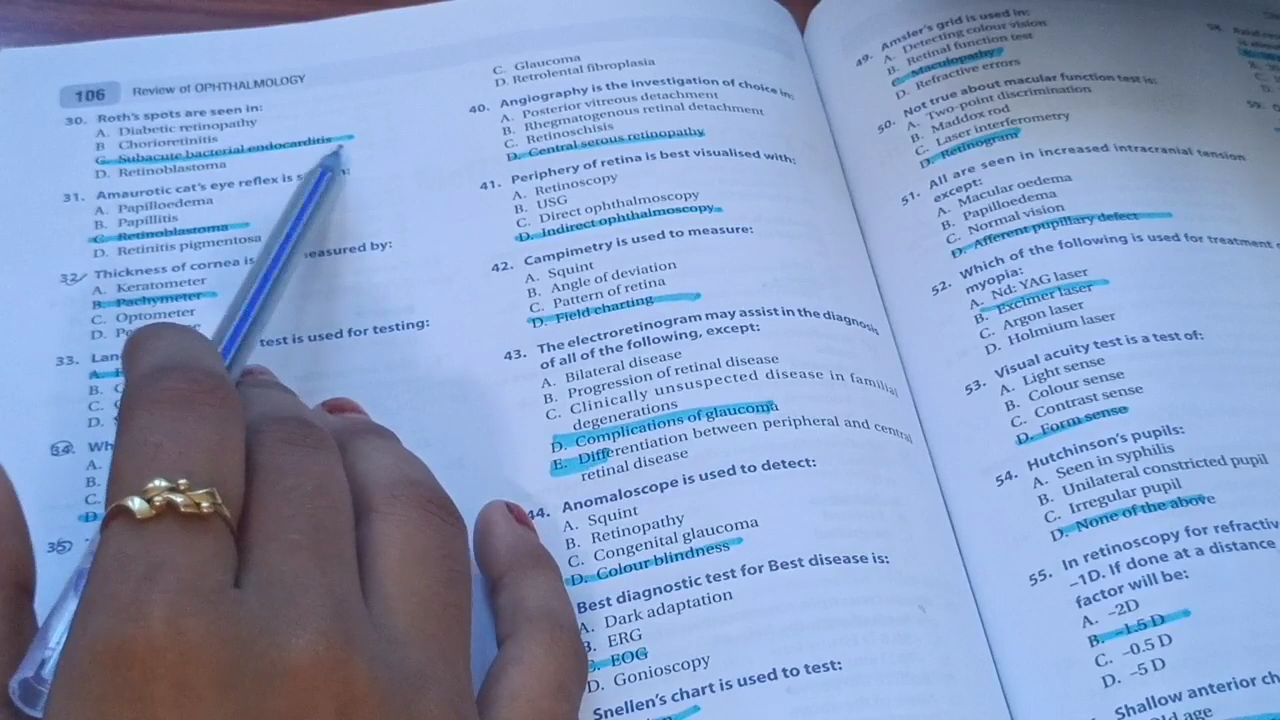 106
Review of OPHTHALMOLOGY
30. Roth's spots are seen in:
A. Diabetic retinopathy
B Chorioretinitis
C. Subacute bacterial endocarditis
D. Retinoblastoma
31. Amaurotic cat's eye reflex is
A. Papilloedema
B. Papillitis
C. Retinoblastoma
D. Retinitis pigmentosa
32. Thickness of cornea is easured by:
A. Keratometer
B. Pachymeter
C. Optometer
D.
33. test is used for testing:
A.
B.
C.
D.
34. Wh
A.
B.
C.
D
35
C. Glaucoma
D. Retrolental fibroplasia
40. Angiography is the investigation of choice in:
A. Posterior vitreous detachment
B. Rhegmatogenous retinal detachment
C. Retinoschisis
D. Central serous retinopathy
41. Periphery of retina is best visualised with:
A. Retinoscopy
B. USG
C. Direct ophthalmoscopy
D. Indirect ophthalmoscopy
42. Campimetry is used to measure:
A. Squint
B. Angle of deviation
C. Pattern of retina
D. Field charting
43. The electroretinogram may assist in the diagnosis
of all of the following, except:
A. Bilateral disease
B. Progression of retinal disease
C. Clinically unsuspected disease in familial
degenerations
D. Complications of glaucoma
E. Differentiation between peripheral and central
retinal disease
44. Anomaloscope is used to detect:
A. Squint
B. Retinopathy
C. Congenital glaucoma
D. Colour blindness
Best diagnostic test for Best disease is:
A. Dark adaptation
B. ERG
C. EOG
D. Gonioscopy
Snellen's chart is used to test:
49. Amsler's grid is used in:
A. Detecting colour vision
B. Retinal function test
C. Maculopathy
D. Refractive errors
50. Not true about macular function test is:
A. Two-point discrimination
B. Maddox rod
C. Laser interferometry
D. Retinogram
51. All are seen in increased intracranial tension
except:
A. Macular oedema
B. Papilloedema
C. Normal vision
D. Afferent pupillary defect
52. Which of the following is used for treatment
myopia:
A. Nd: YAG laser
B. Excimer laser
C. Argon laser
D. Holmium laser
53. Visual acuity test is a test of:
A. Light sense
B. Colour sense
C. Contrast sense
D. Form sense
54. Hutchinson's pupils:
A. Seen in syphilis
B. Unilateral constricted pupil
C. Irregular pupil
D. None of the above
55. In retinoscopy for refractiv
–1D. If done at a distance
factor will be:
A. –2D
B. –1.5 D
C. –0.5 D
D. –5 D
Shallow anterior ch
ld age